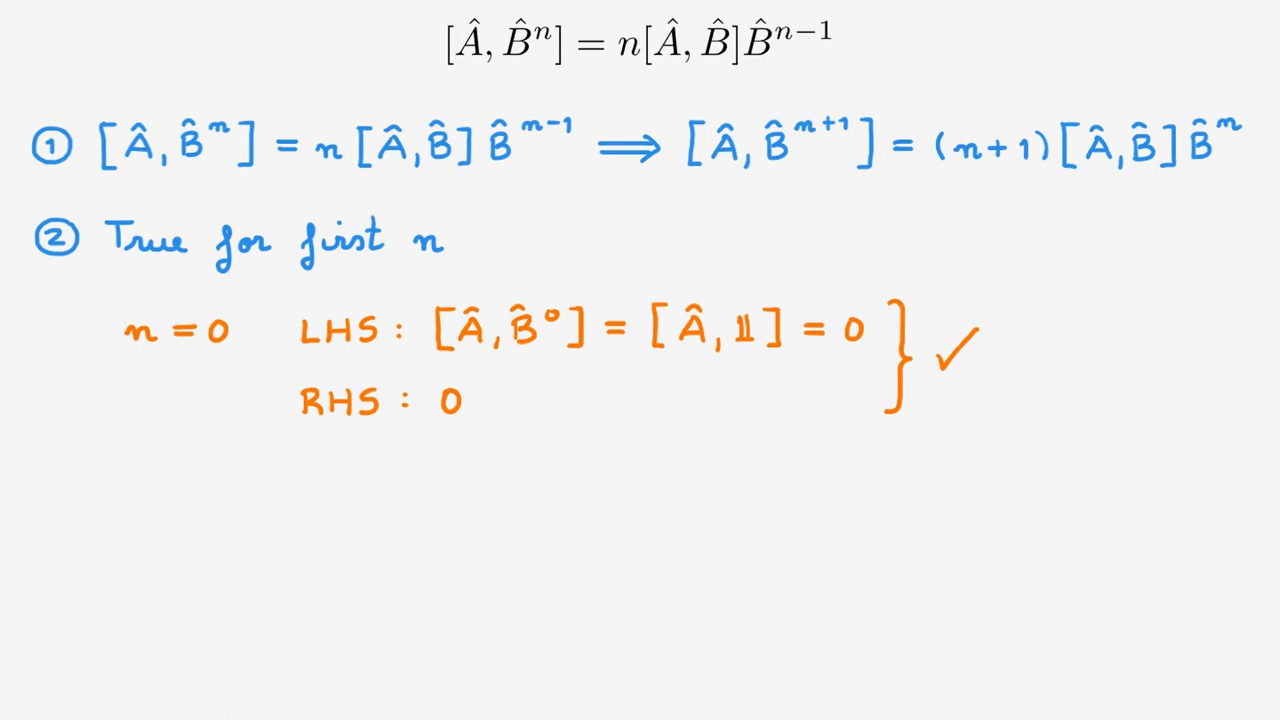 [Â, B̂ⁿ] = n[Â, B̂]B̂ⁿ⁻¹
① [Â, B̂ⁿ] = n [Â, B̂] B̂ⁿ⁻¹ ⟹ [Â, B̂ⁿ⁺¹] = (n+1) [Â, B̂] B̂ⁿ
② True for first n
n = 0 LHS : [Â, B̂⁰] = [Â, 𝟙] = 0 } ✓
RHS : 0